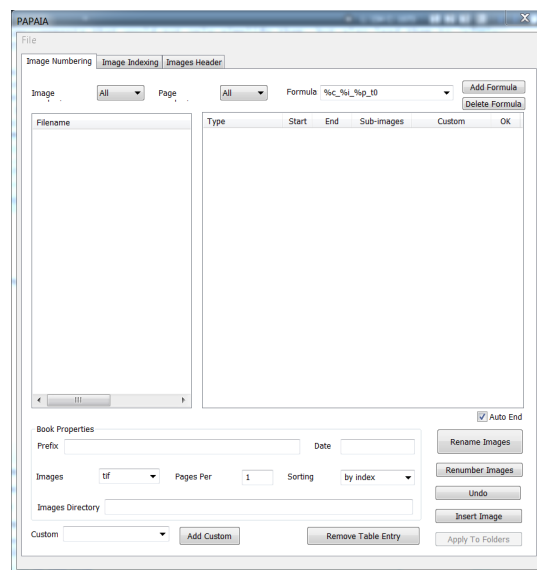 PAPAIA
File
Image Numbering Image Indexing Images Header
Image All Page All Formula %c_%i_%p_t0 Add Formula
Delete Formula
Filename Type Start End Sub-images Custom OK
Auto End
Book Properties
Prefix Date Rename Images
Images tif Pages Per 1 Sorting by index Renumber Images
Undo
Images Directory Insert Image
Custom Add Custom Remove Table Entry Apply To Folders